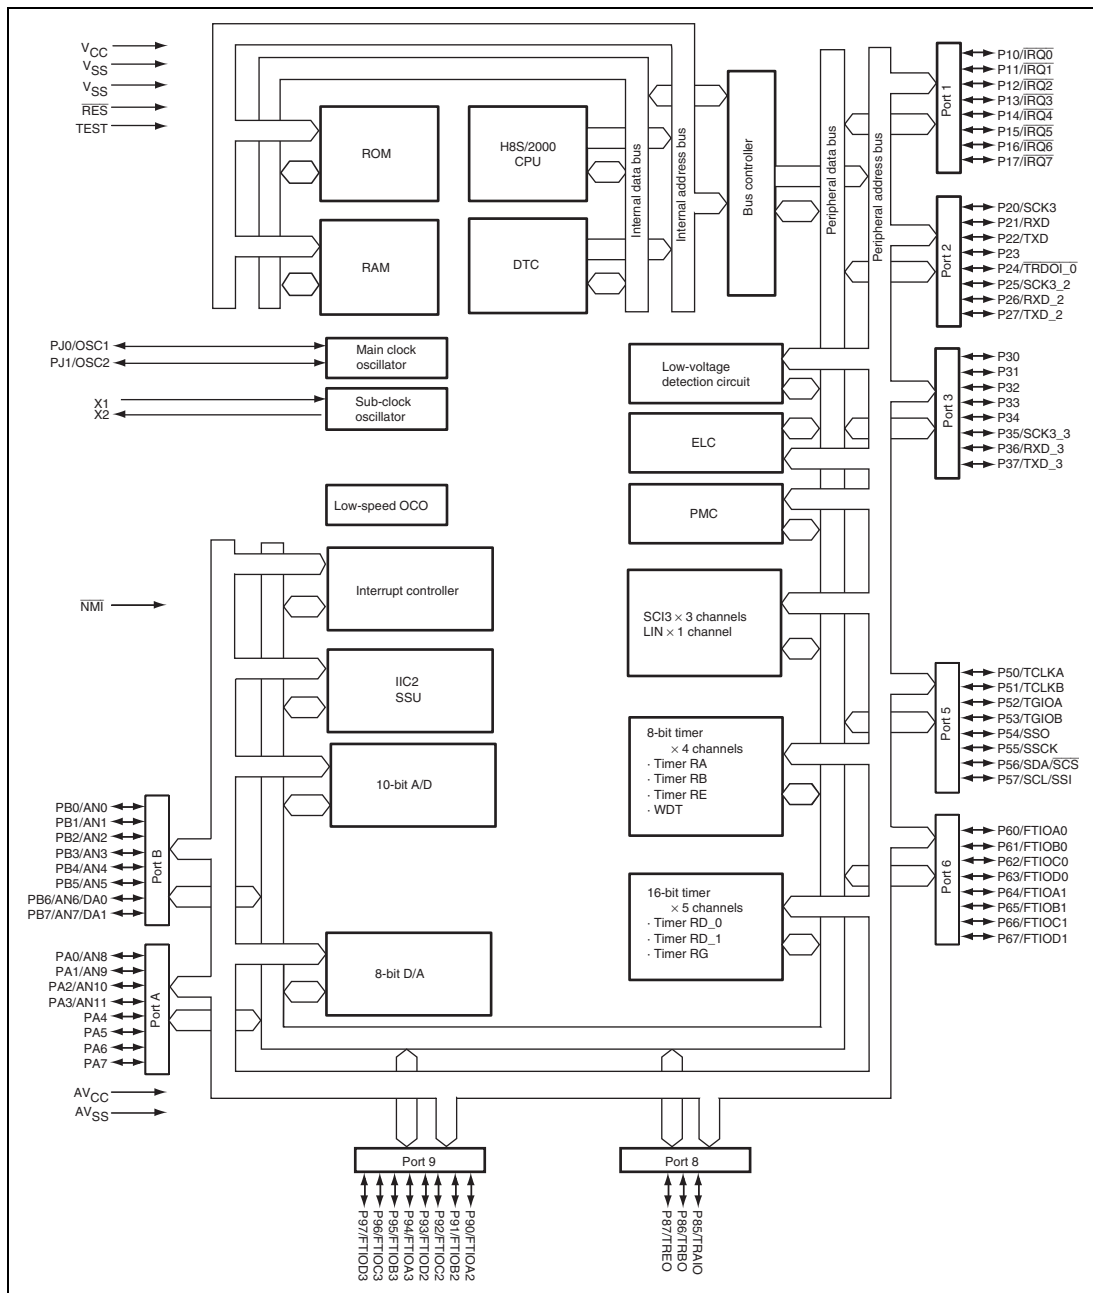 VCC
VSS
VSS
RES
TEST
ROM
RAM
H8S/2000
CPU
DTC
Internal data bus
Internal address bus
Bus controller
Peripheral data bus
Peripheral address bus
Port 1
P10/IRQ0
P11/IRQ1
P12/IRQ2
P13/IRQ3
P14/IRQ4
P15/IRQ5
P16/IRQ6
P17/IRQ7
Port 2
P20/SCK3
P21/RXD
P22/TXD
P23
P24/TRDOI_0
P25/SCK3_2
P26/RXD_2
P27/TXD_2
PJ0/OSC1
PJ1/OSC2
Main clock
oscillator
X1
X2
Sub-clock
oscillator
Low-speed OCO
Low-voltage
detection circuit
ELC
PMC
Port 3
P30
P31
P32
P33
P34
P35/SCK3_3
P36/RXD_3
P37/TXD_3
NMI
Interrupt controller
IIC2
SSU
10-bit A/D
8-bit D/A
SCI3 × 3 channels
LIN × 1 channel
8-bit timer
× 4 channels
· Timer RA
· Timer RB
· Timer RE
· WDT
16-bit timer
× 5 channels
· Timer RD_0
· Timer RD_1
· Timer RG
Port 5
P50/TCLKA
P51/TCLKB
P52/TGIOA
P53/TGIOB
P54/SSO
P55/SSCK
P56/SDA/SCS
P57/SCL/SSI
Port 6
P60/FTIOA0
P61/FTIOB0
P62/FTIOC0
P63/FTIOD0
P64/FTIOA1
P65/FTIOB1
P66/FTIOC1
P67/FTIOD1
PB0/AN0
PB1/AN1
PB2/AN2
PB3/AN3
PB4/AN4
PB5/AN5
PB6/AN6/DA0
PB7/AN7/DA1
Port B
PA0/AN8
PA1/AN9
PA2/AN10
PA3/AN11
PA4
PA5
PA6
PA7
Port A
AVCC
AVSS
Port 9
P97/FTIOD3
P96/FTIOC3
P95/FTIOB3
P94/FTIOA3
P93/FTIOD2
P92/FTIOC2
P91/FTIOB2
P90/FTIOA2
Port 8
P87/TREO
P86/TRBO
P85/TRAIO